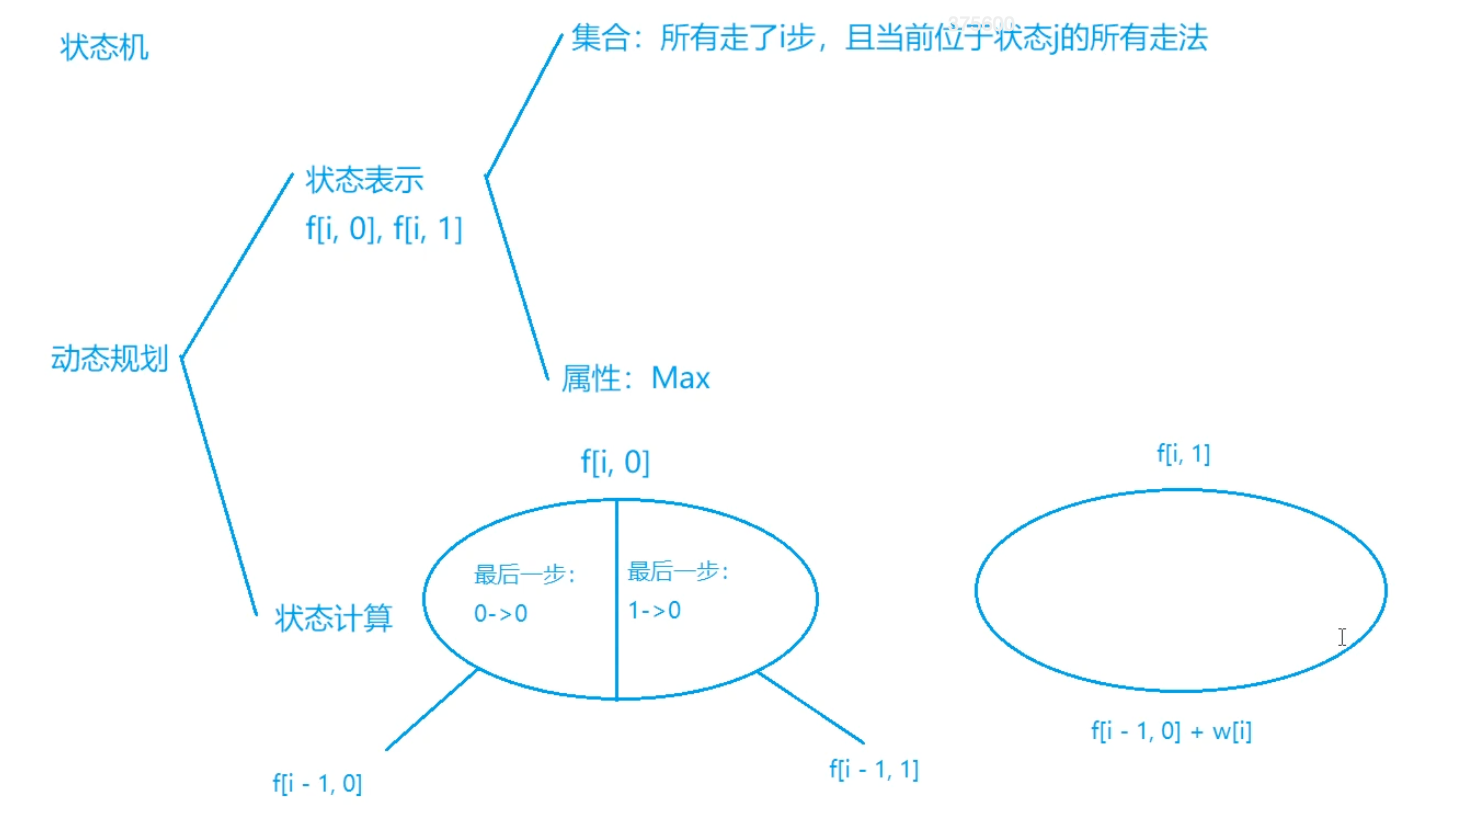 375600
状态机
集合：所有走了i步，且当前位于状态j的所有走法
状态表示
f[i, 0], f[i, 1]
动态规划
属性：Max
状态计算
f[i, 0]
最后一步：
0->0
最后一步：
1->0
f[i - 1, 0]
f[i - 1, 1]
f[i, 1]
f[i - 1, 0] + w[i]